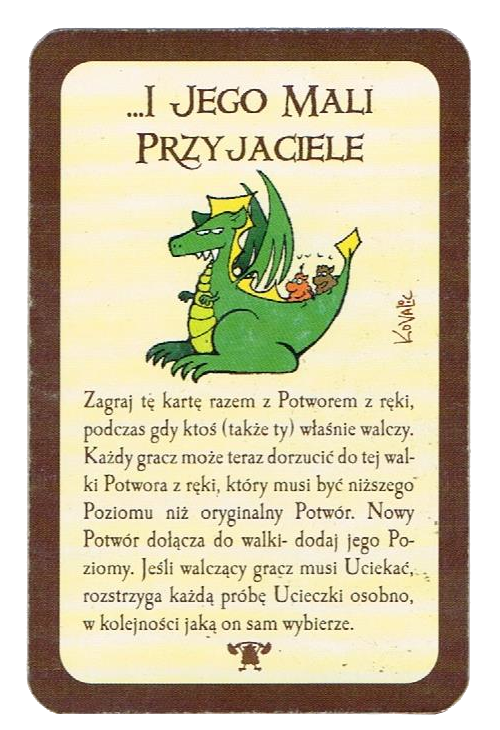 ...I Jego Mali
Przyjaciele
Kovalic
Zagraj tę kartę razem z Potworem z ręki,
podczas gdy ktoś (także ty) właśnie walczy.
Każdy gracz może teraz dorzucić do tej wal-
ki Potwora z ręki, który musi być niższego
Poziomu niż oryginalny Potwór. Nowy
Potwór dołącza do walki- dodaj jego Po-
ziomy. Jeśli walczący gracz musi Uciekać,
rozstrzyga każdą próbę Ucieczki osobno,
w kolejności jaką on sam wybierze.